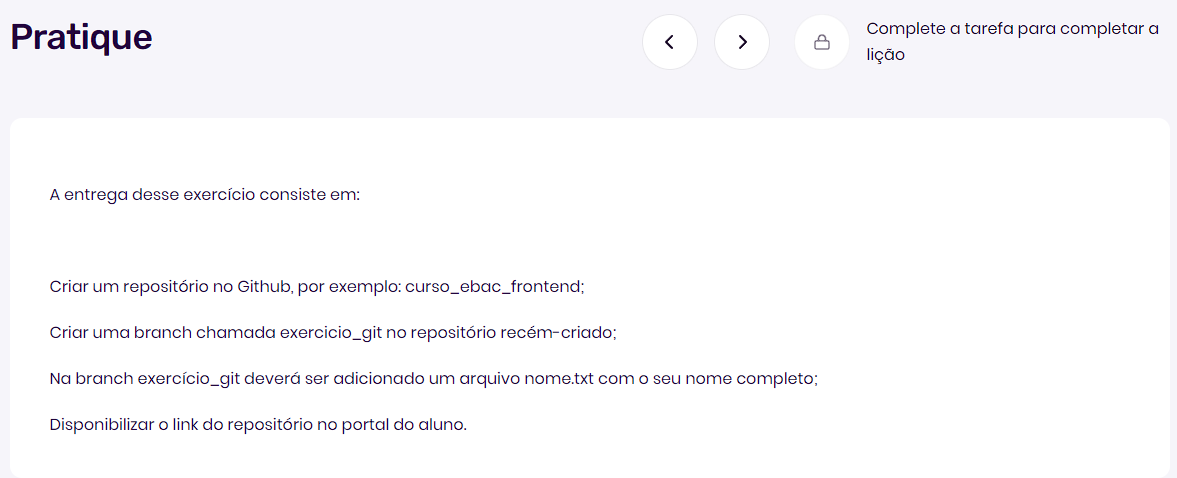 Pratique
Complete a tarefa para completar a
lição
A entrega desse exercício consiste em:
Criar um repositório no Github, por exemplo: curso_ebac_frontend;
Criar uma branch chamada exercicio_git no repositório recém-criado;
Na branch exercício_git deverá ser adicionado um arquivo nome.txt com o seu nome completo;
Disponibilizar o link do repositório no portal do aluno.